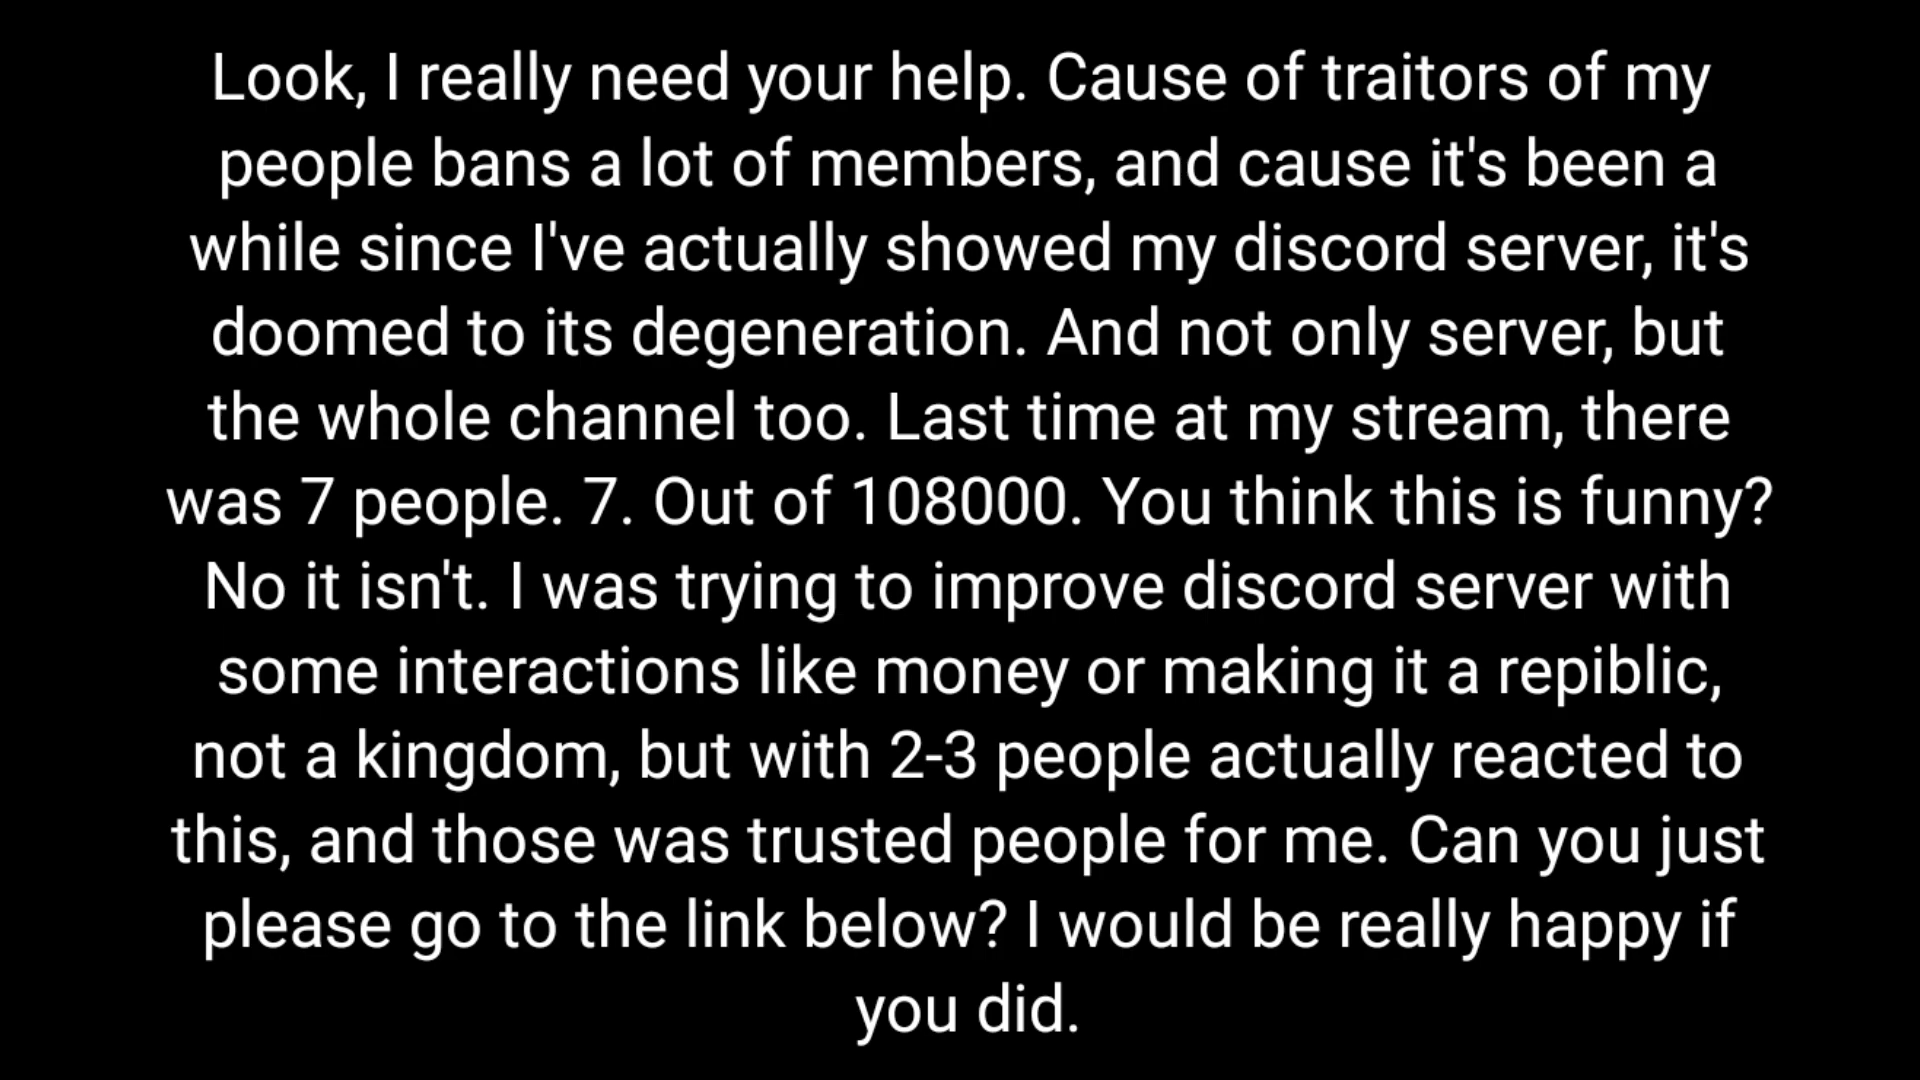 Look, I really need your help. Cause of traitors of my
people bans a lot of members, and cause it's been a
while since I've actually showed my discord server, it's
doomed to its degeneration. And not only server, but
the whole channel too. Last time at my stream, there
was 7 people. 7. Out of 108000. You think this is funny?
No it isn't. I was trying to improve discord server with
some interactions like money or making it a repiblic,
not a kingdom, but with 2-3 people actually reacted to
this, and those was trusted people for me. Can you just
please go to the link below? I would be really happy if
you did.